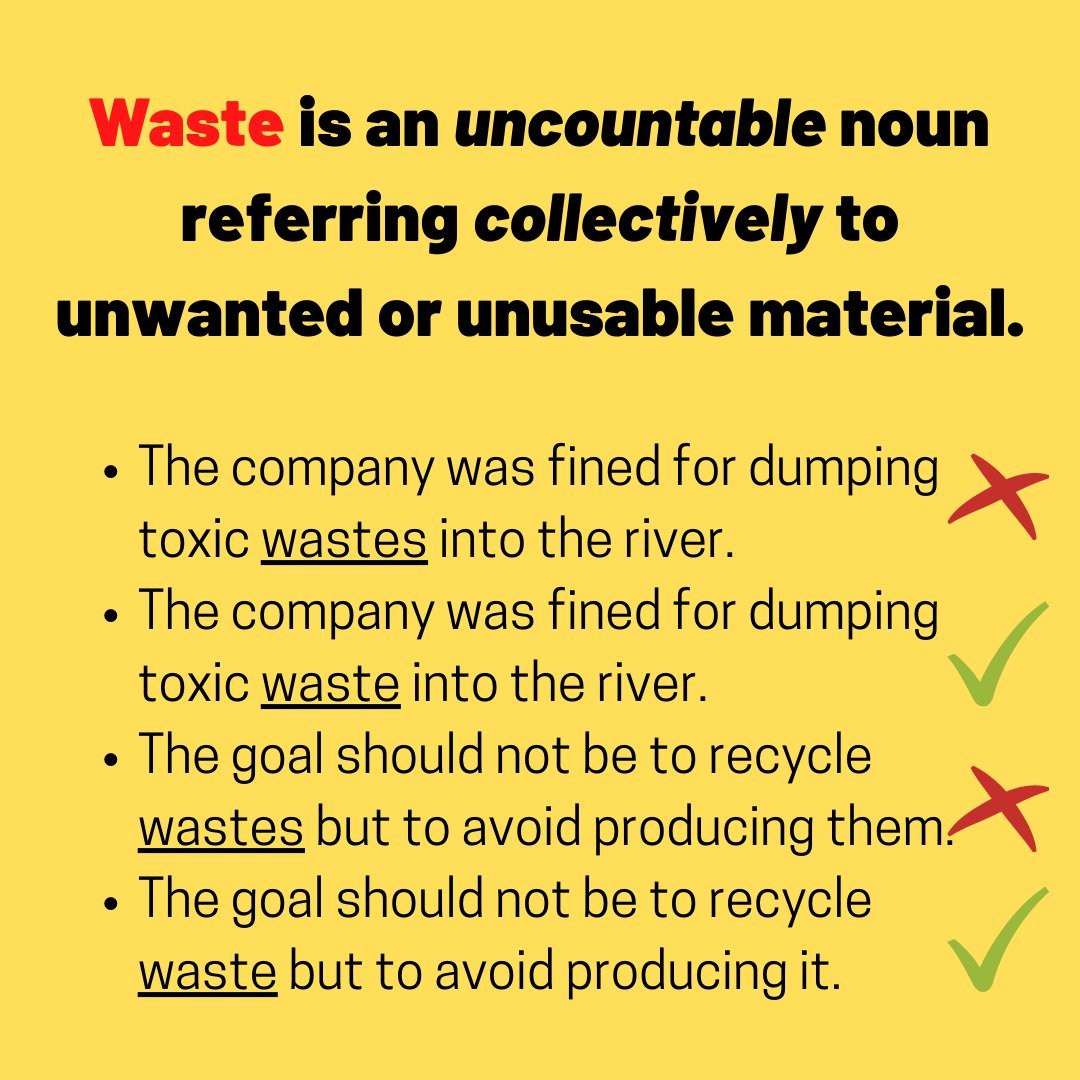 Waste is an uncountable noun
referring collectively to
unwanted or unusable material.
• The company was fined for dumping
toxic wastes into the river.
• The company was fined for dumping
toxic waste into the river.
• The goal should not be to recycle
wastes but to avoid producing them.
• The goal should not be to recycle
waste but to avoid producing it.